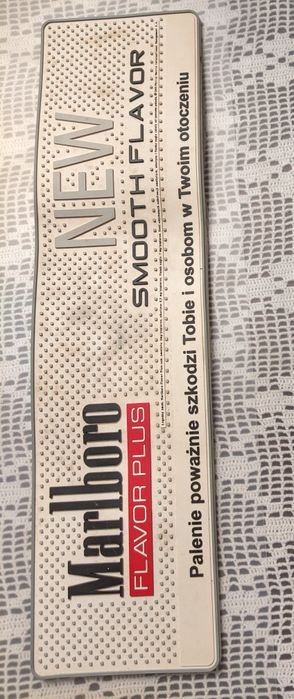 NEW
Marlboro
SMOOTH FLAVOR
FLAVOR PLUS
Palenie poważnie szkodzi Tobie i osobom w Twoim otoczeniu